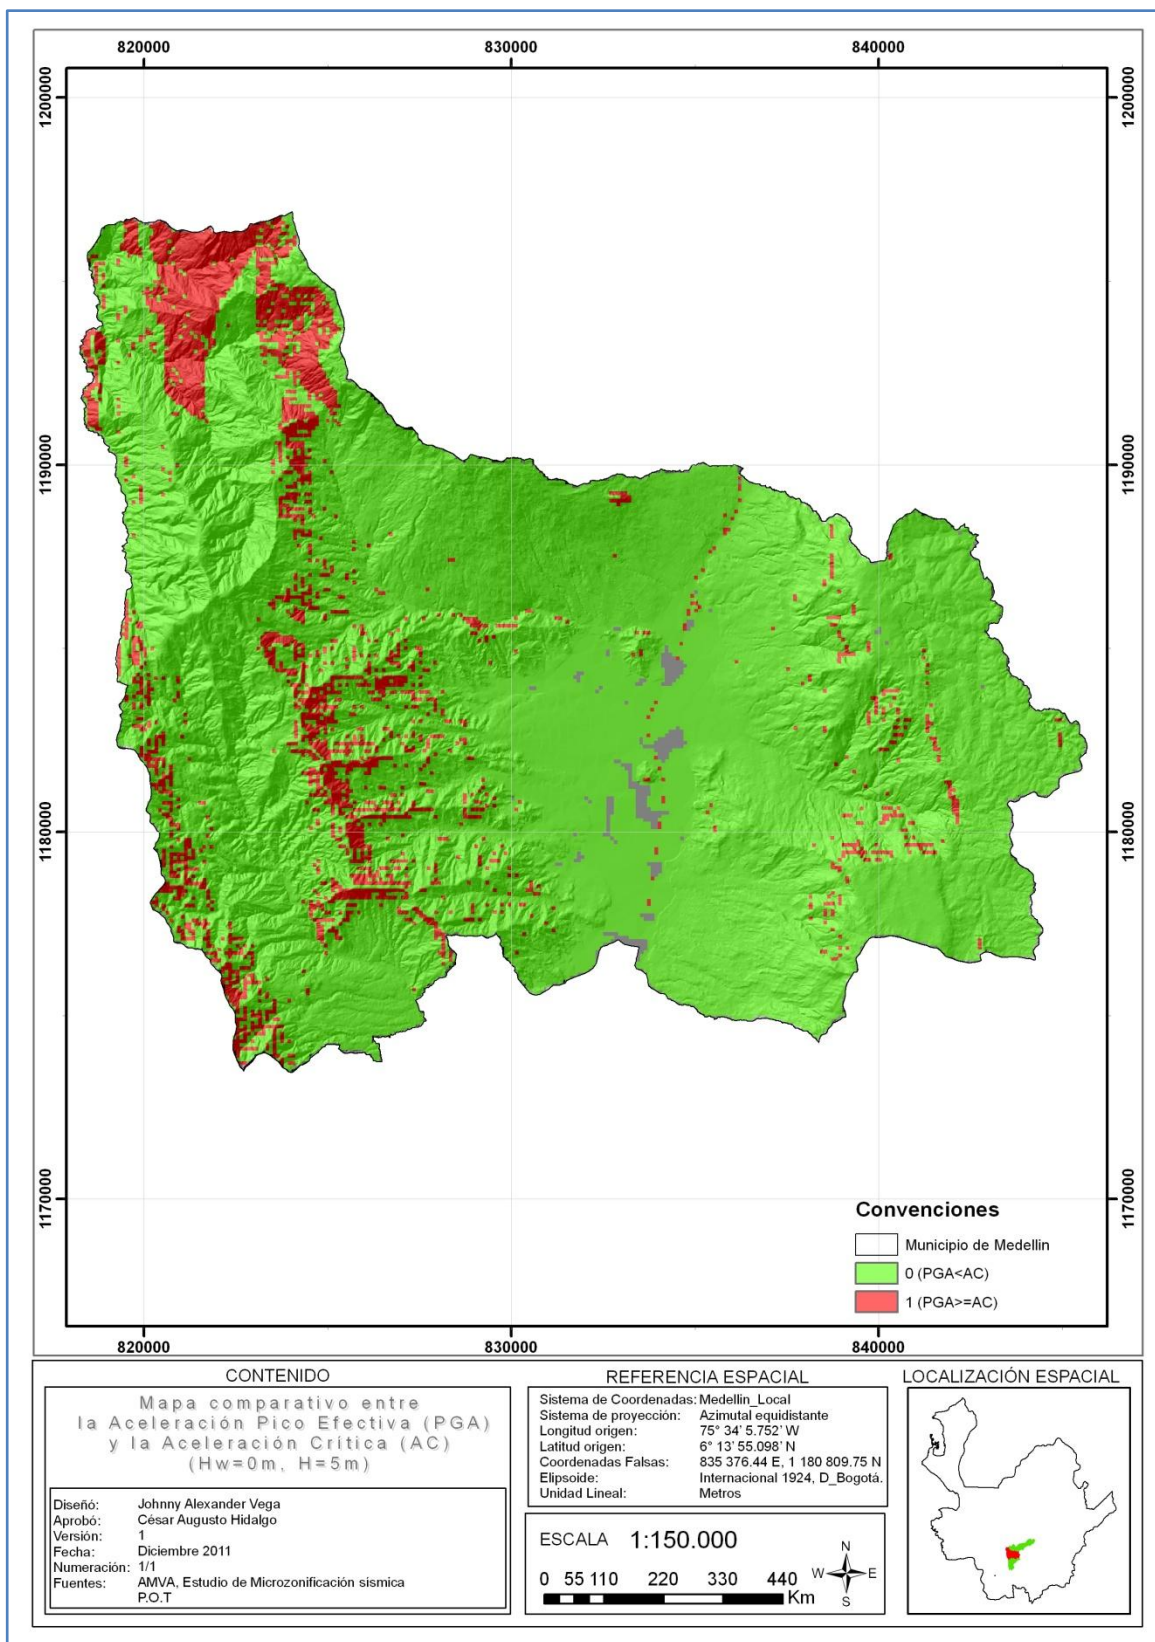 820000 830000 840000
1200000 1200000
1190000 1190000
1180000 1180000
1170000 1170000
Convenciones
Municipio de Medellin
0 (PGA<AC)
1 (PGA>=AC)
820000 830000 840000
CONTENIDO
Mapa comparativo entre
la Aceleración Pico Efectiva (PGA)
y la Aceleración Crítica (AC)
(Hw=0m, H=5m)
Diseñó: Johnny Alexander Vega
Aprobó: César Augusto Hidalgo
Versión: 1
Fecha: Diciembre 2011
Numeración: 1/1
Fuentes: AMVA, Estudio de Microzonificación sismica
P.O.T
REFERENCIA ESPACIAL
Sistema de Coordenadas: Medellin_Local
Sistema de proyección: Azimutal equidistante
Longitud origen: 75° 34' 5.752' W
Latitud origen: 6° 13' 55.098' N
Coordenadas Falsas: 835 376.44 E, 1 180 809.75 N
Elipsoide: Internacional 1924, D_Bogotá.
Unidad Lineal: Metros
ESCALA 1:150.000
0 55 110 220 330 440
Km
N
W E
S
LOCALIZACIÓN ESPACIAL